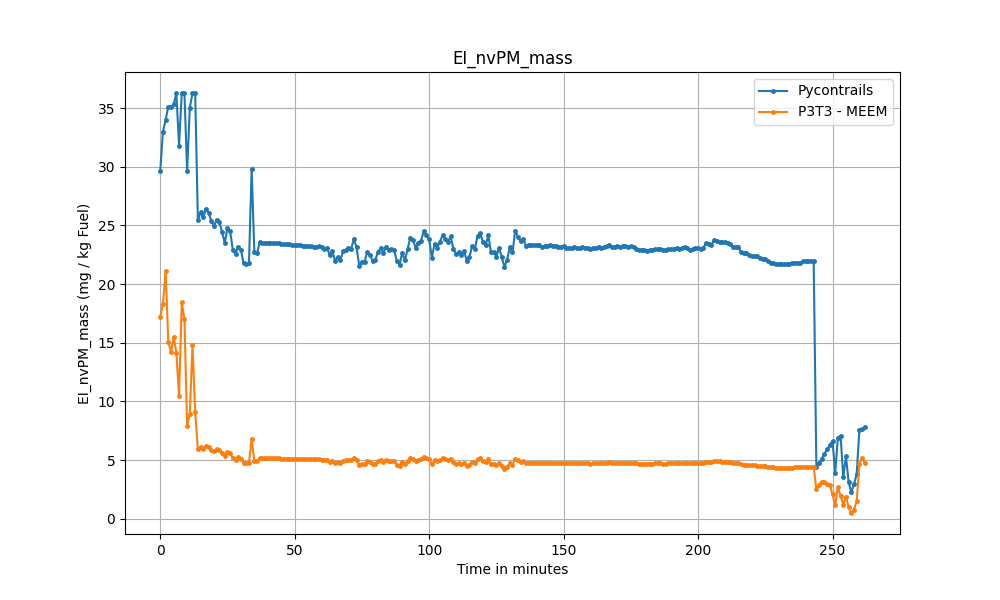 EI_nvPM_mass
Pycontrails
P3T3 - MEEM
EI_nvPM_mass (mg / kg Fuel)
35
30
25
20
15
10
5
0
0 50 100 150 200 250
Time in minutes